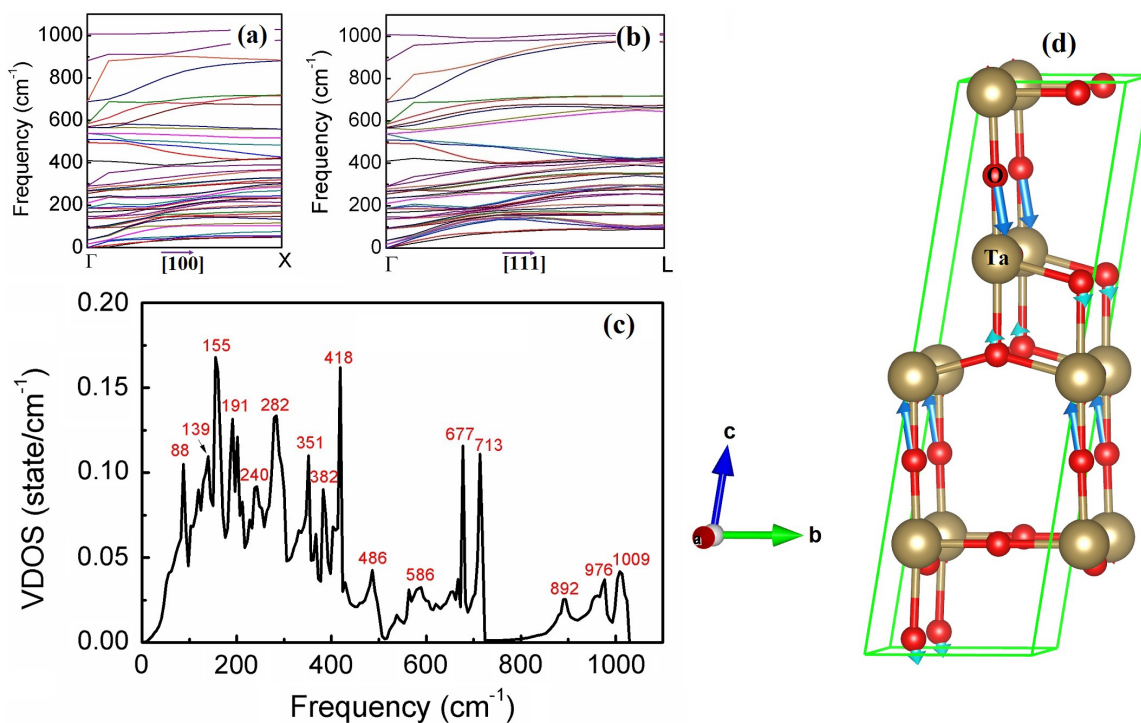 (a)
Frequency (cm⁻¹)
1000
800
600
400
200
0
Γ
[100]
X
(b)
Frequency (cm⁻¹)
1000
800
600
400
200
0
Γ
[111]
L
(c)
VDOS (state/cm⁻¹)
0.20
0.15
0.10
0.05
0.00
88
139
155
191
240
282
351
382
418
486
586
677
713
892
976
1009
0
200
400
600
800
1000
Frequency (cm⁻¹)
(d)
O
Ta
c
a
b